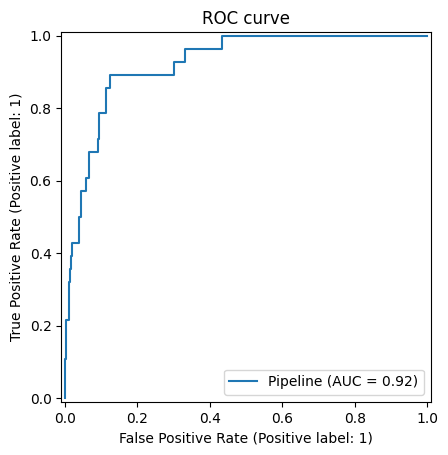 ROC curve
1.0
0.8
0.6
0.4
0.2
0.0
True Positive Rate (Positive label: 1)
Pipeline (AUC = 0.92)
0.0 0.2 0.4 0.6 0.8 1.0
False Positive Rate (Positive label: 1)